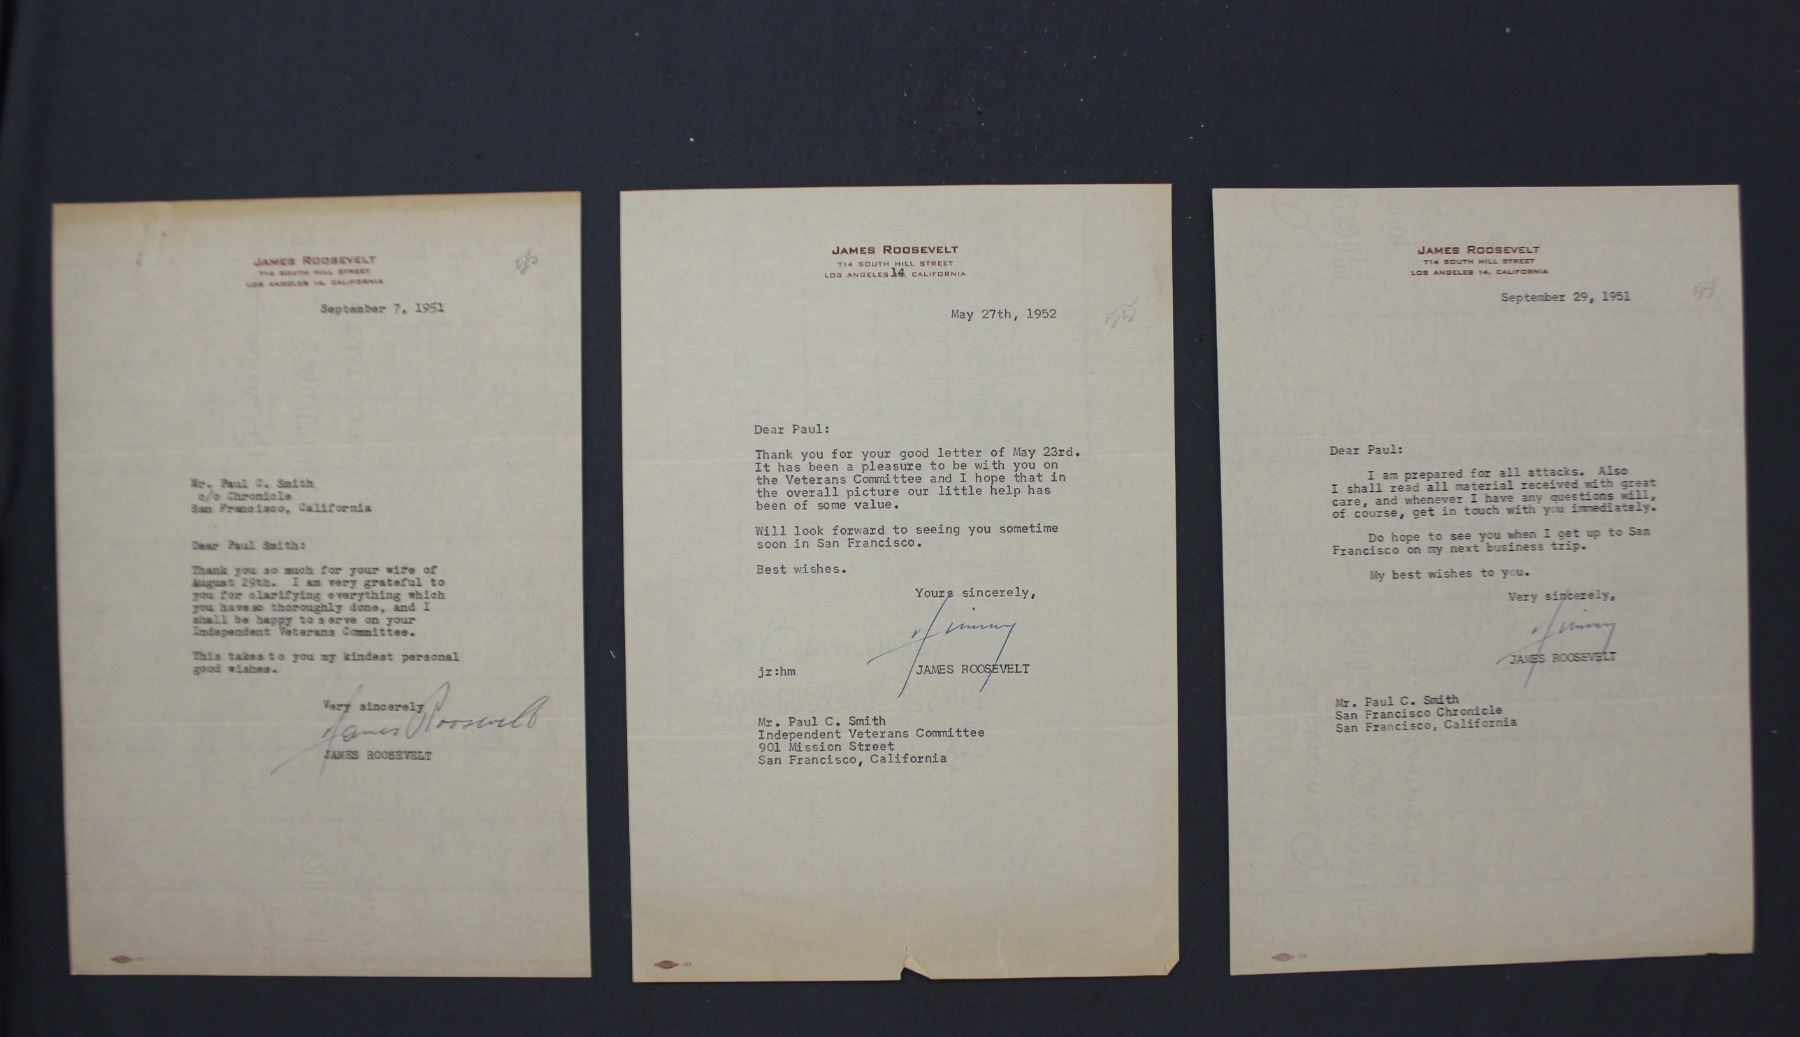 JAMES ROOSEVELT
714 SOUTH HILL STREET
LOS ANGELES 14, CALIFORNIA
September 7, 1951
Mr. Paul C. Smith
c/o Chronicle
San Francisco, California
Dear Paul Smith:
Thank you so much for your wire of
August 29th. I am very grateful to
you for clarifying everything which
you haveso thoroughly done, and I
shall be happy to serve on your
Independent Veterans Committee.
This takes to you my kindest personal
good wishes.
Very sincerely
James Roosevelt
JAMES ROOSEVELT
JAMES ROOSEVELT
714 SOUTH HILL STREET
LOS ANGELES 14, CALIFORNIA
May 27th, 1952
Dear Paul:
Thank you for your good letter of May 23rd.
It has been a pleasure to be with you on
the Veterans Committee and I hope that in
the overall picture our little help has
been of some value.
Will look forward to seeing you sometime
soon in San Francisco.
Best wishes.
Yours sincerely,
Jimmy
jr:hm
JAMES ROOSEVELT
Mr. Paul C. Smith
Independent Veterans Committee
901 Mission Street
San Francisco, California
JAMES ROOSEVELT
714 SOUTH HILL STREET
LOS ANGELES 14, CALIFORNIA
September 29, 1951
Dear Paul:
I am prepared for all attacks. Also
I shall read all material received with great
care, and whenever I have any questions will,
of course, get in touch with you immediately.
Do hope to see you when I get up to San
Francisco on my next business trip.
My best wishes to you.
Very sincerely,
Jimmy
JAMES ROOSEVELT
Mr. Paul C. Smith
San Francisco Chronicle
San Francisco, California